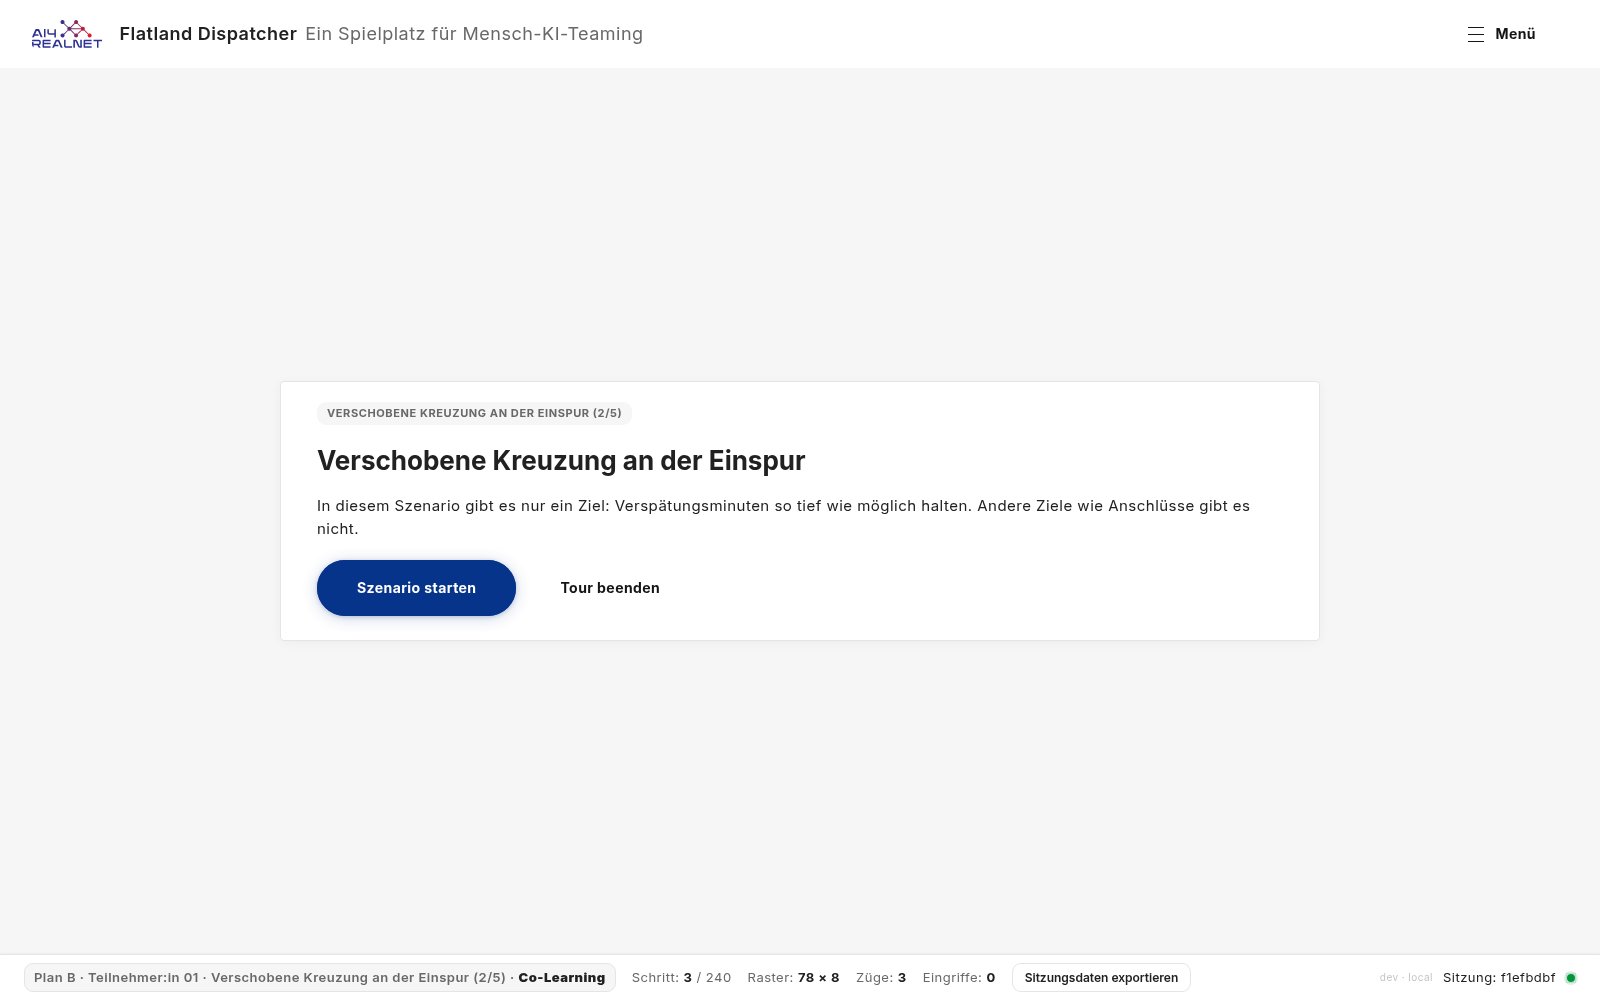 AI4
REALNET
Flatland Dispatcher Ein Spielplatz für Mensch-KI-Teaming
Menü
VERSCHOBENE KREUZUNG AN DER EINSPUR (2/5)
Verschobene Kreuzung an der Einspur
In diesem Szenario gibt es nur ein Ziel: Verspätungsminuten so tief wie möglich halten. Andere Ziele wie Anschlüsse gibt es
nicht.
Szenario starten Tour beenden
Plan B · Teilnehmer:in 01 · Verschobene Kreuzung an der Einspur (2/5) · Co-Learning Schritt: 3 / 240 Raster: 78 × 8 Züge: 3 Eingriffe: 0 Sitzungsdaten exportieren dev · local Sitzung: f1efbdbf